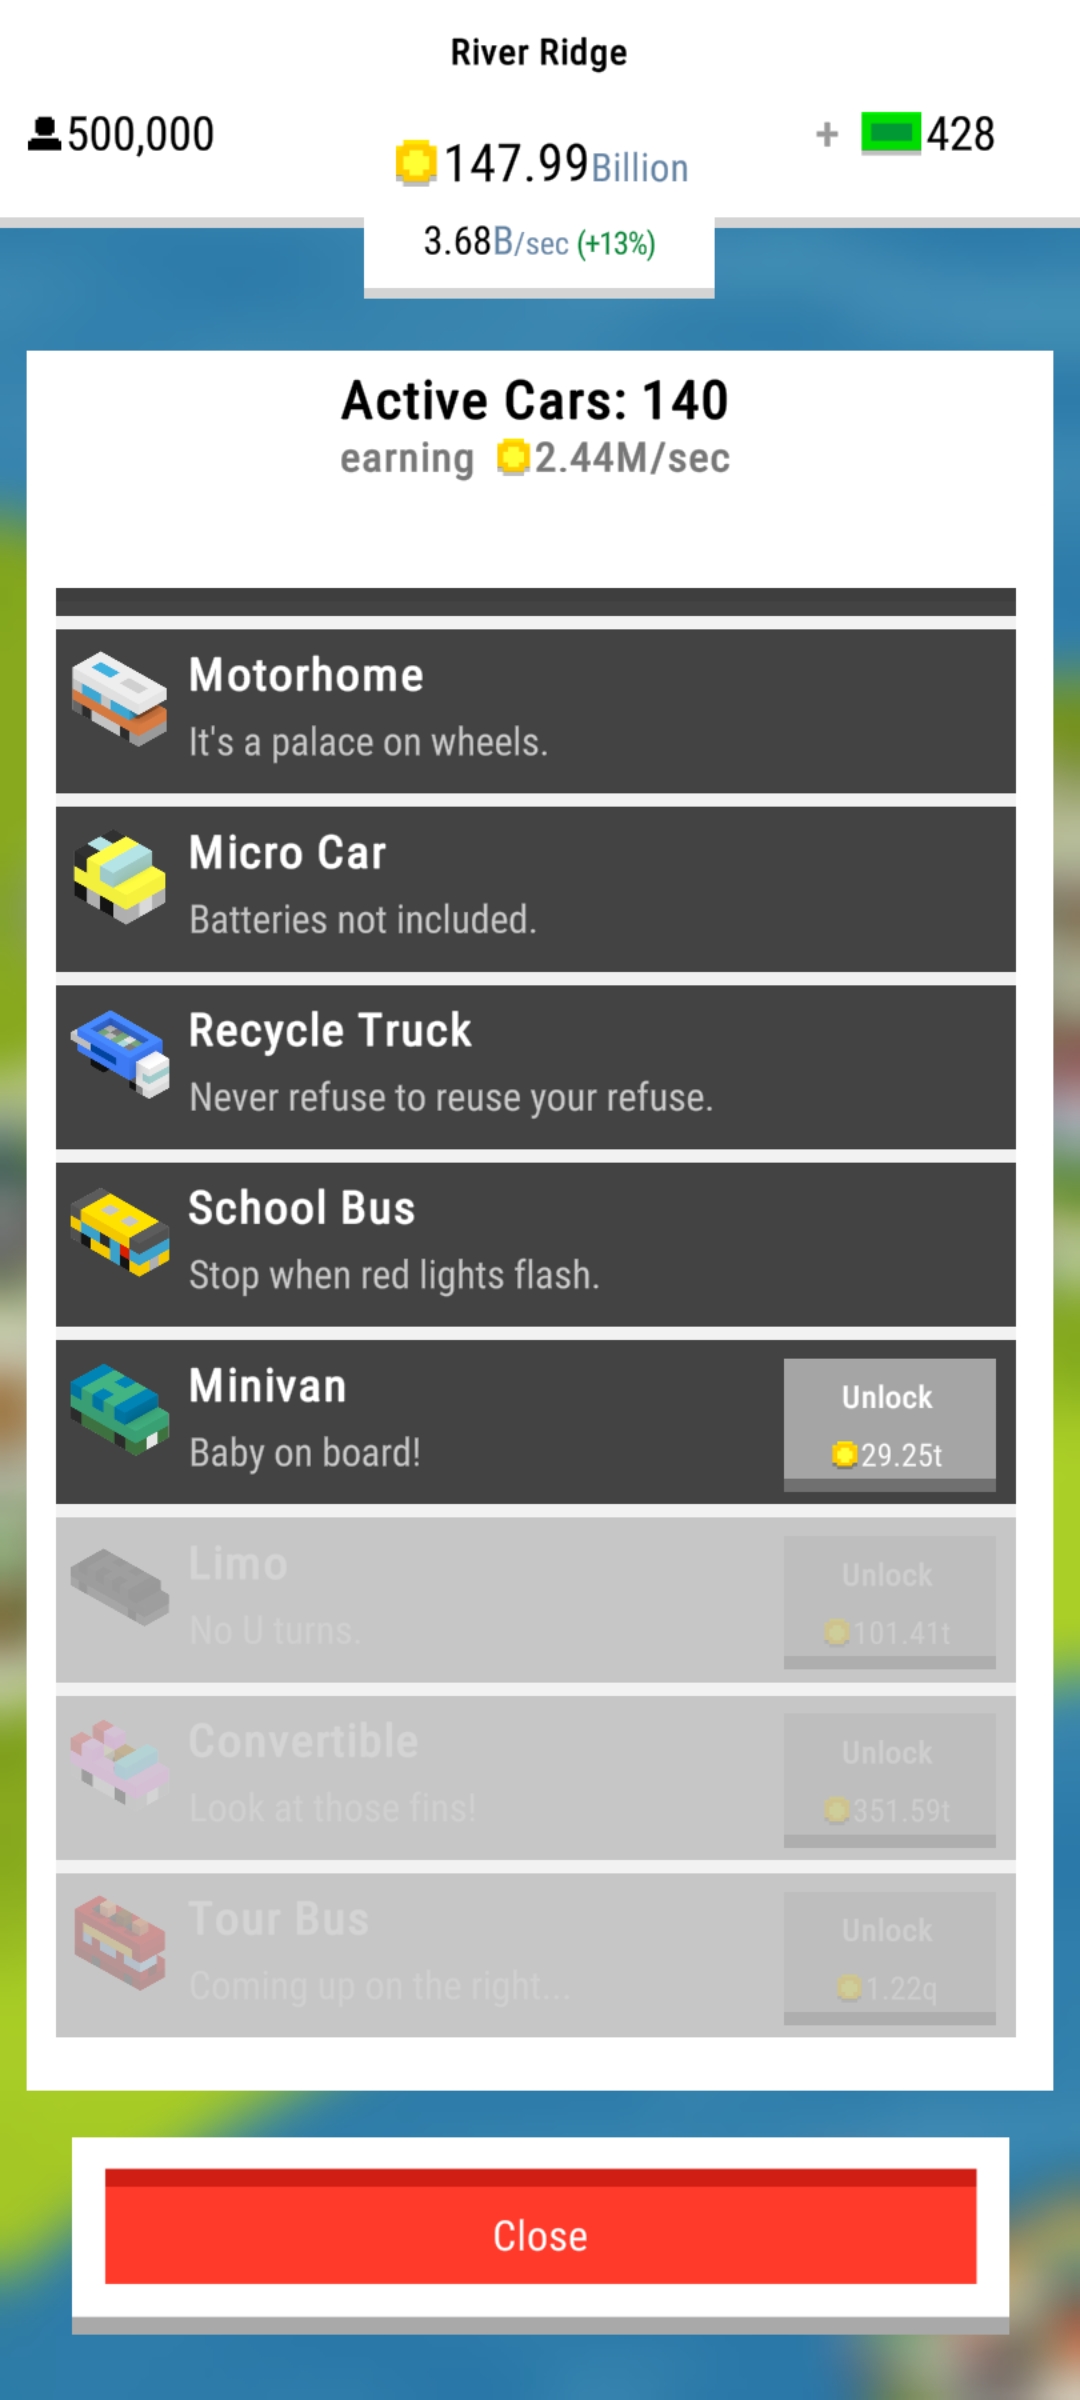 River Ridge
500,000
147.99Billion
+ 428
3.68B/sec (+13%)
Active Cars: 140
earning 2.44M/sec
Motorhome
It's a palace on wheels.
Micro Car
Batteries not included.
Recycle Truck
Never refuse to reuse your refuse.
School Bus
Stop when red lights flash.
Minivan
Baby on board!
Unlock
29.25t
Limo
No U turns.
Unlock
101.41t
Convertible
Look at those fins!
Unlock
351.59t
Tour Bus
Coming up on the right...
Unlock
1.22q
Close